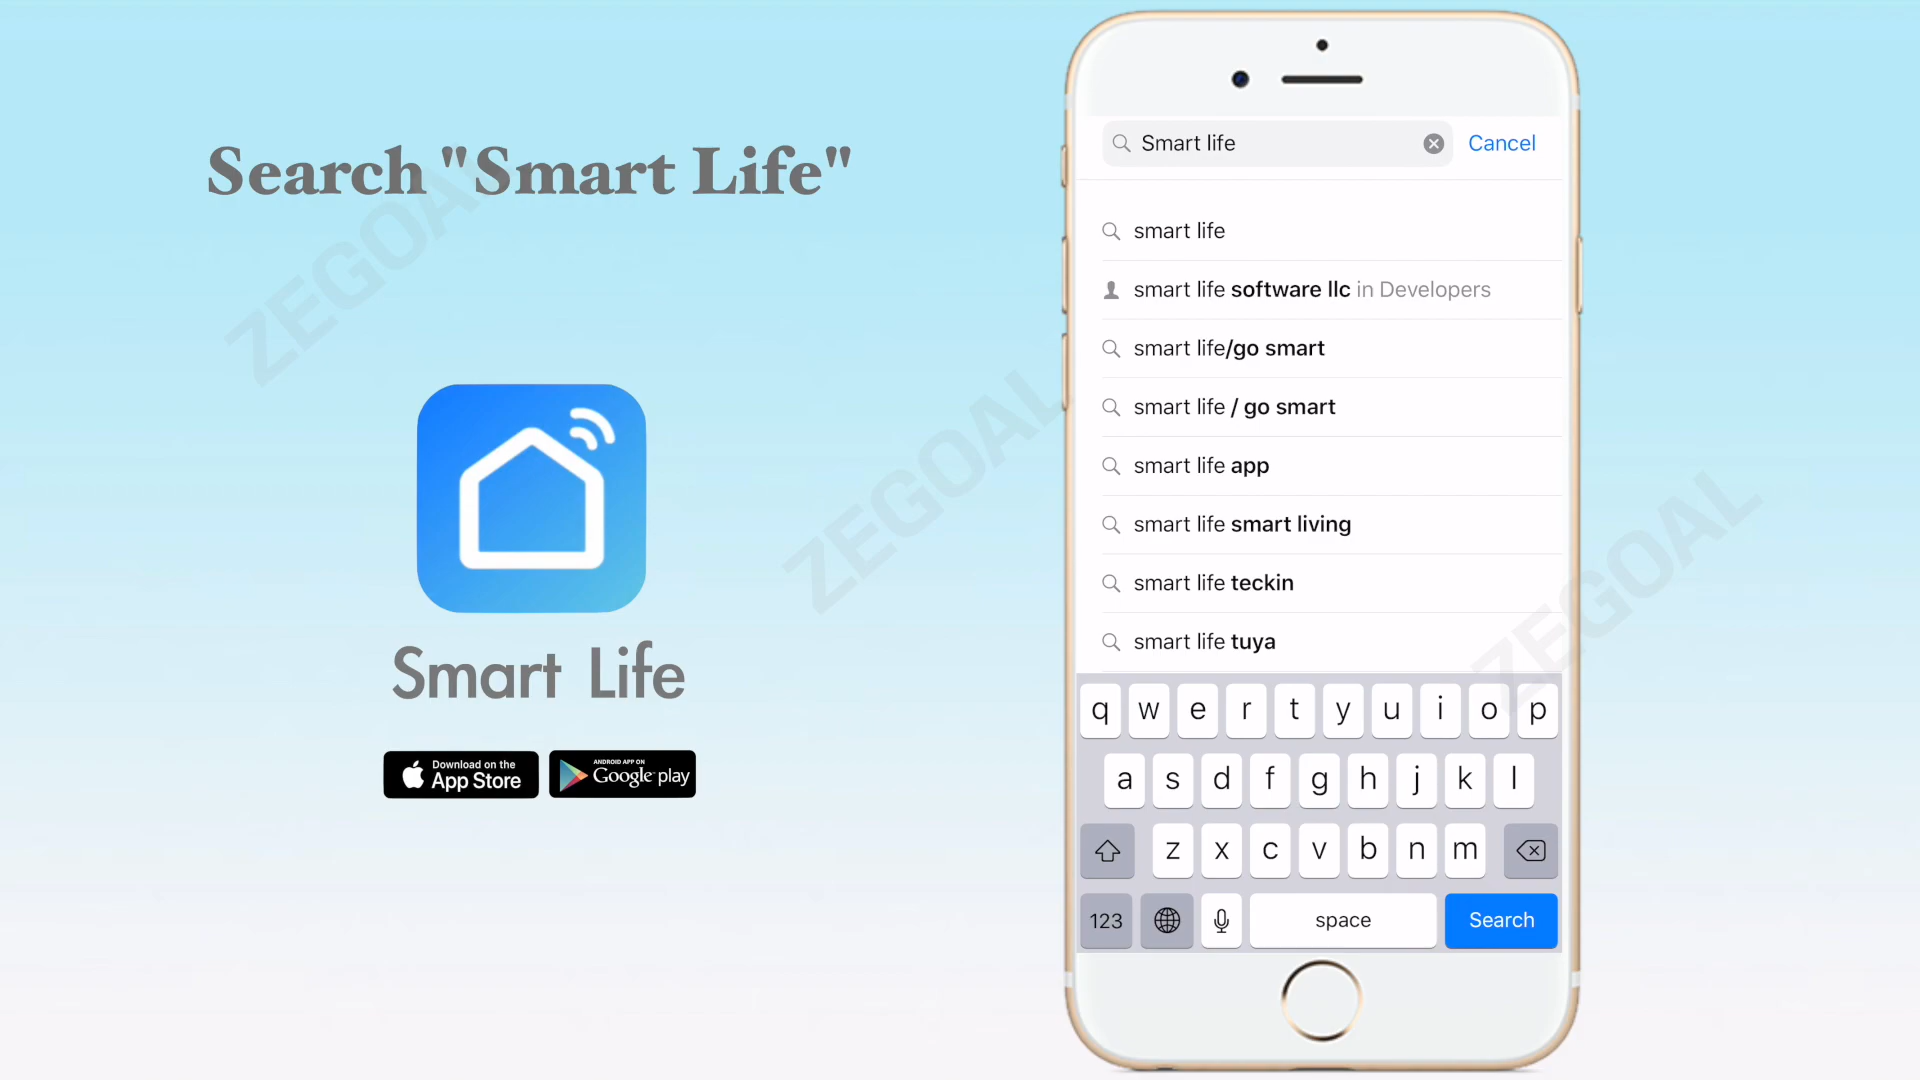 Search "Smart Life"
ZEGOAL
Smart Life
Download on the
App Store
ANDROID APP ON
Google play
ZEGOAL
Smart life
Cancel
smart life
smart life software llc in Developers
smart life/go smart
smart life / go smart
smart life app
smart life smart living
smart life teckin
smart life tuya
ZEGOAL
q w e r t y u i o p
a s d f g h j k l
z x c v b n m
123 space Search